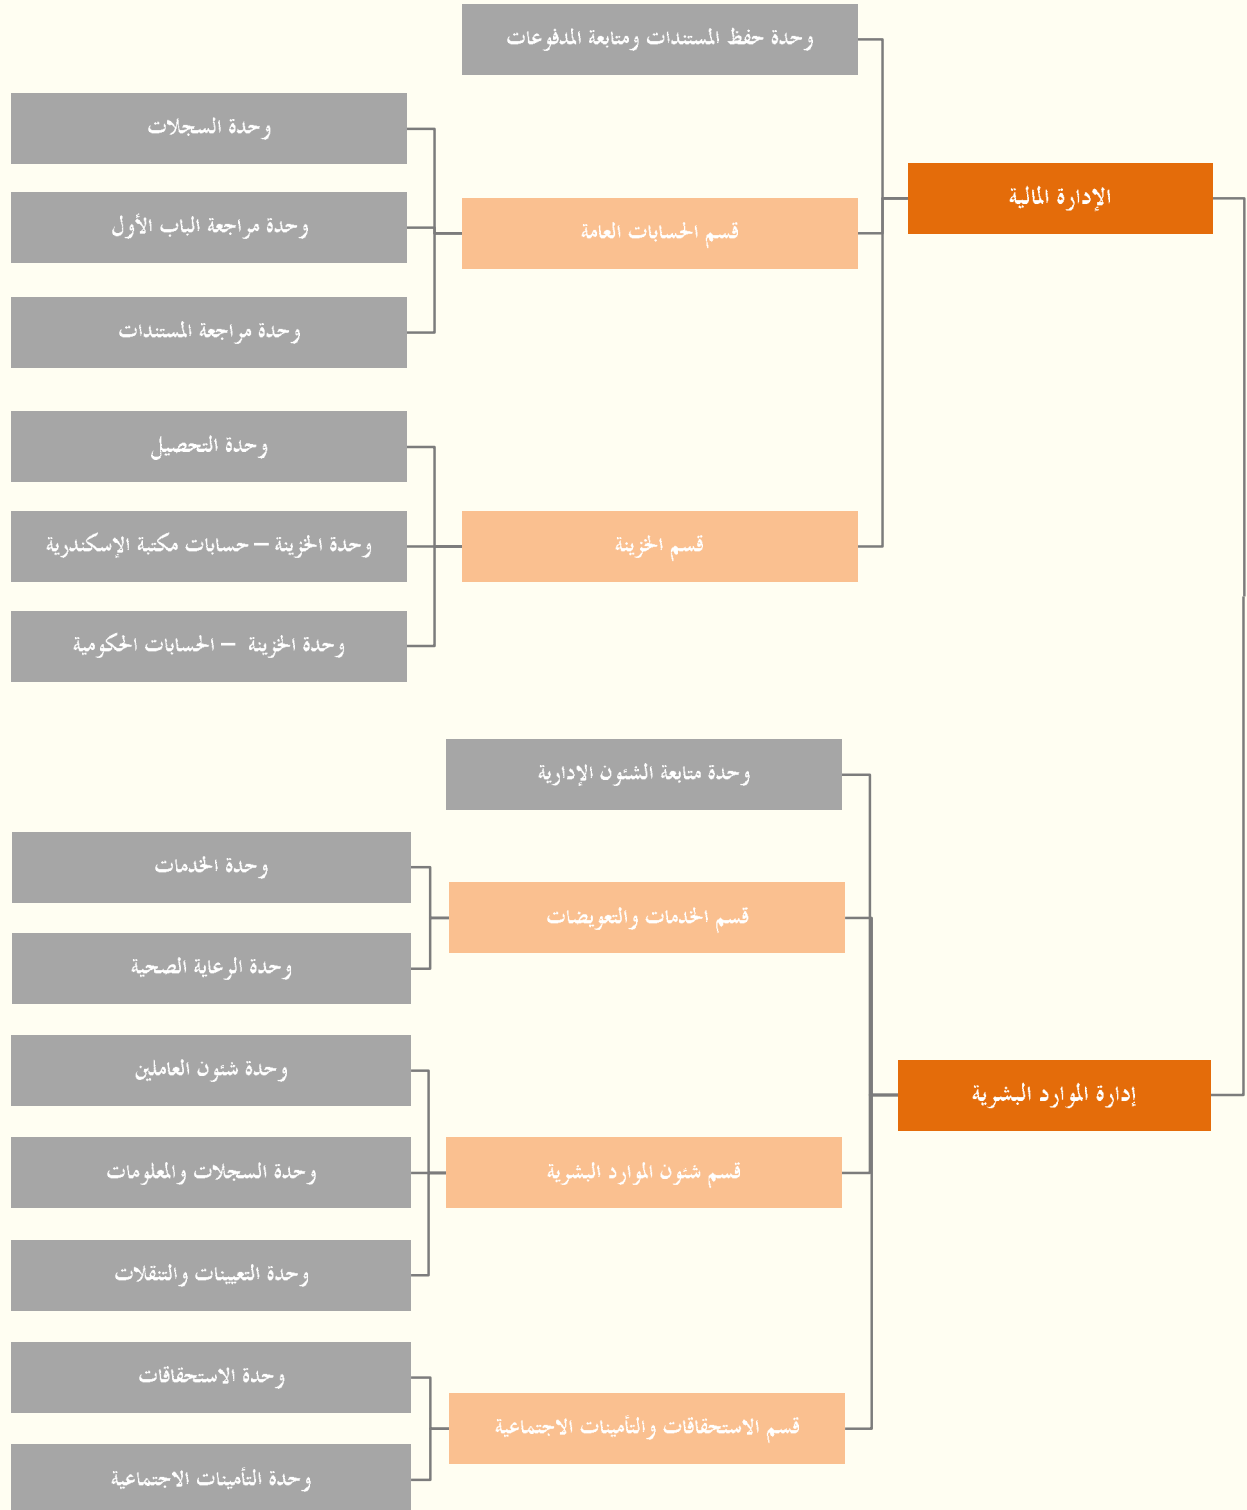 الإدارة المالية
وحدة حفظ المستندات ومتابعة المدفوعات
قسم الحسابات العامة
وحدة السجلات
وحدة مراجعة الباب الأول
وحدة مراجعة المستندات
قسم الخزينة
وحدة التحصيل
وحدة الخزينة – حسابات مكتبة الإسكندرية
وحدة الخزينة – الحسابات الحكومية
إدارة الموارد البشرية
وحدة متابعة الشئون الإدارية
قسم الخدمات والتعويضات
وحدة الخدمات
وحدة الرعاية الصحية
قسم شئون الموارد البشرية
وحدة شئون العاملين
وحدة السجلات والمعلومات
وحدة التعيينات والتنقلات
قسم الاستحقاقات والتأمينات الاجتماعية
وحدة الاستحقاقات
وحدة التأمينات الاجتماعية